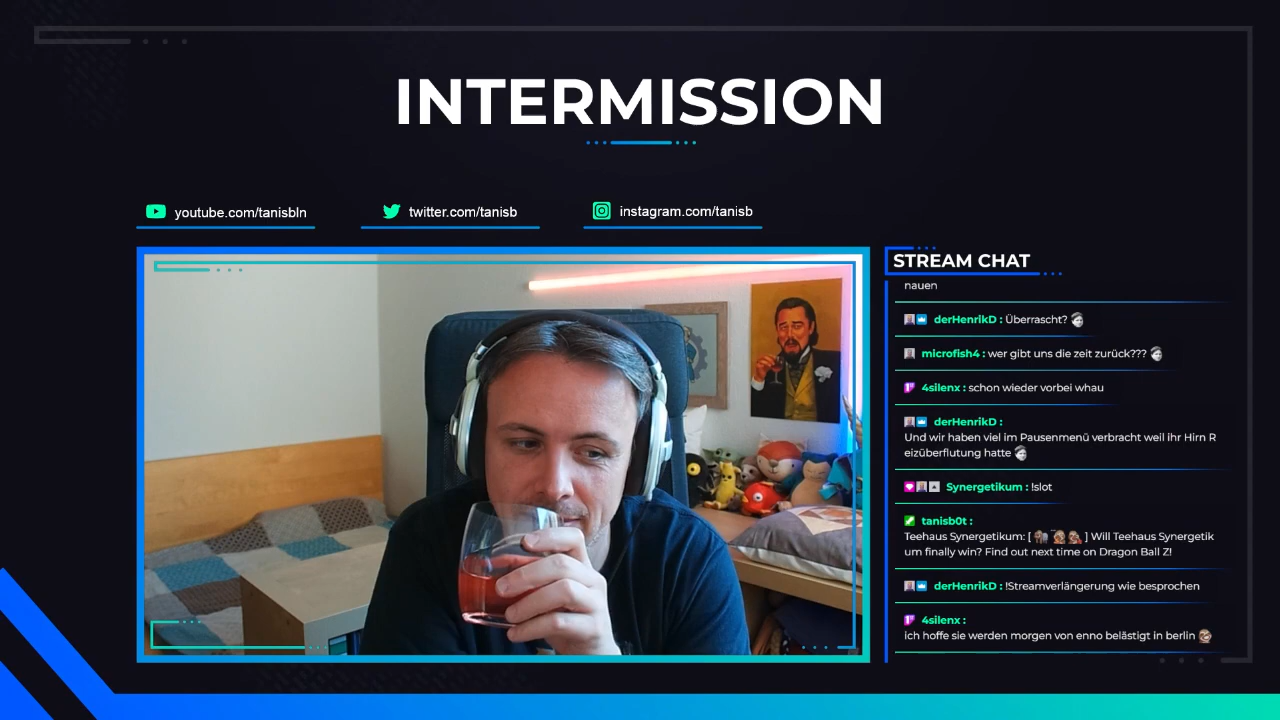 INTERMISSION
youtube.com/tanisbln
twitter.com/tanisb
instagram.com/tanisb
STREAM CHAT
nauen
derHenrikD : Überrascht?
microfish4 : wer gibt uns die zeit zurück???
4silenx : schon wieder vorbei whau
derHenrikD :
Und wir haben viel im Pausenmenü verbracht weil ihr Hirn R
eizüberflutung hatte
Synergetikum : !slot
tanisb0t :
Teehaus Synergetikum: [ ] Will Teehaus Synergetik
um finally win? Find out next time on Dragon Ball Z!
derHenrikD : !Streamverlängerung wie besprochen
4silenx :
ich hoffe sie werden morgen von enno belästigt in berlin